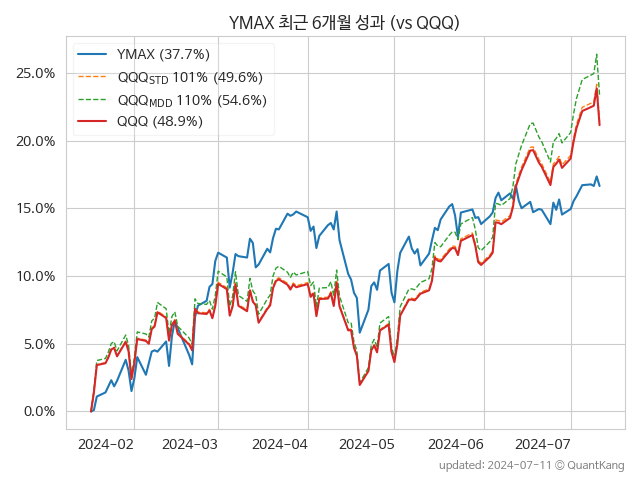 YMAX 최근 6개월 성과 (vs QQQ)
YMAX (37.7%)
QQQSTD 101% (49.6%)
QQQMDD 110% (54.6%)
QQQ (48.9%)
25.0%
20.0%
15.0%
10.0%
5.0%
0.0%
2024-02 2024-03 2024-04 2024-05 2024-06 2024-07
updated: 2024-07-11 © QuantKang